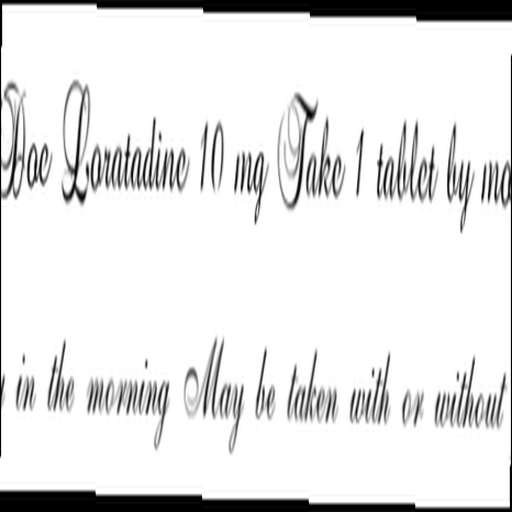 Doe Loratadine 10 mg Take 1 tablet by mo
in the morning May be taken with or without